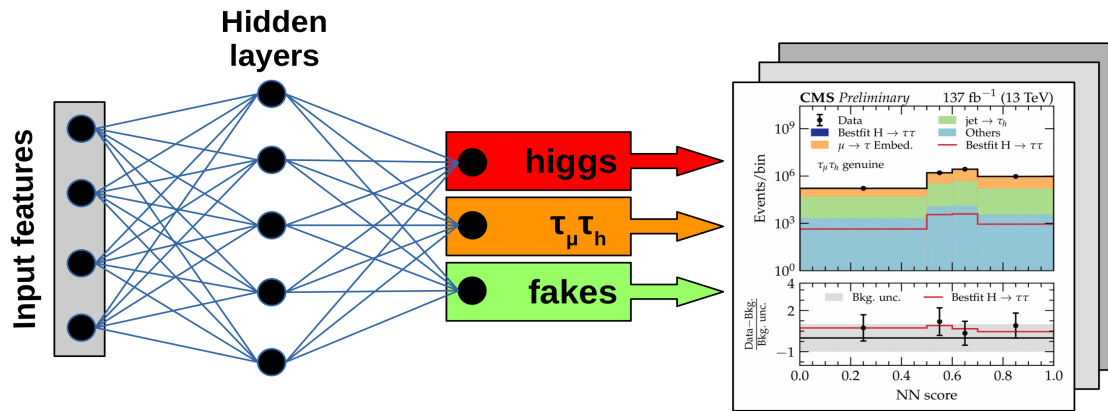 Hidden
layers
Input features
higgs
τμτh
fakes
CMS Preliminary 137 fb⁻¹ (13 TeV)
Data
Bestfit H → ττ
μ → τ Embed.
jet → τh
Others
Bestfit H → ττ
τμτh genuine
Events/bin
10⁹
10⁶
10³
10⁰
Bkg. unc. Bestfit H → ττ
Data−Bkg.
Bkg. unc.
4
2
−1
0.0 0.2 0.4 0.6 0.8 1.0
NN score